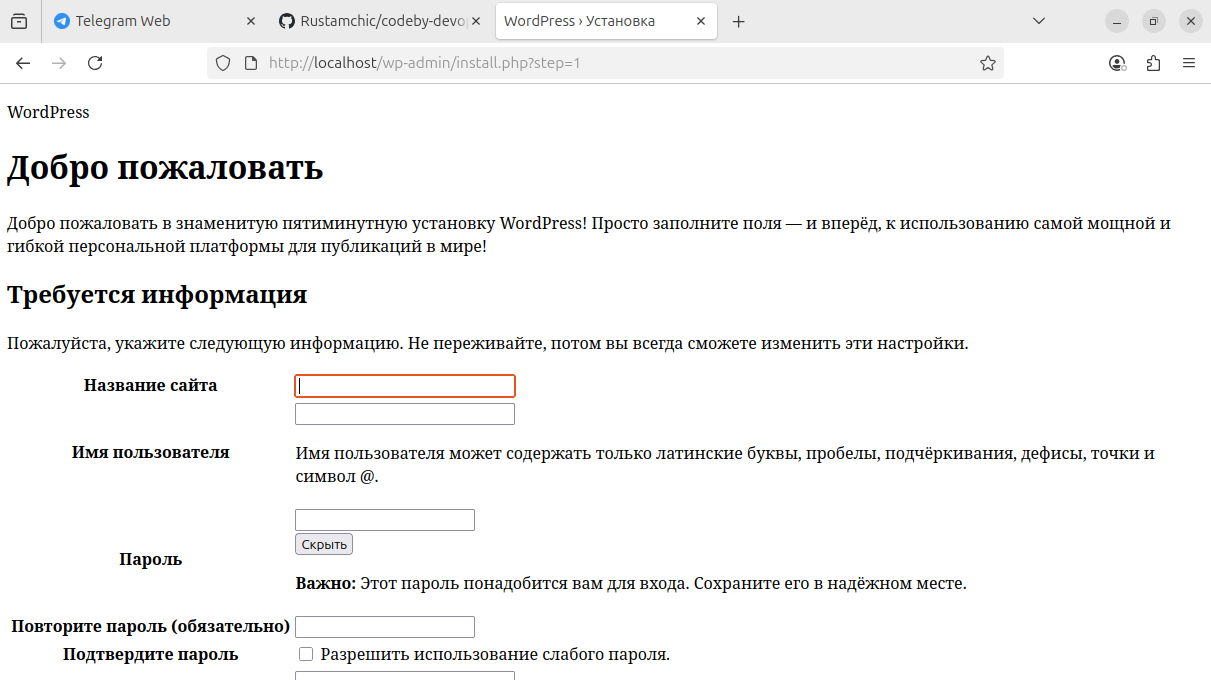 Telegram Web
Rustamchic/codeby-devo
WordPress › Установка
http://localhost/wp-admin/install.php?step=1
WordPress
Добро пожаловать
Добро пожаловать в знаменитую пятиминутную установку WordPress! Просто заполните поля — и вперёд, к использованию самой мощной и
гибкой персональной платформы для публикаций в мире!
Требуется информация
Пожалуйста, укажите следующую информацию. Не переживайте, потом вы всегда сможете изменить эти настройки.
Название сайта
Имя пользователя
Имя пользователя может содержать только латинские буквы, пробелы, подчёркивания, дефисы, точки и
символ @.
Скрыть
Пароль
Важно: Этот пароль понадобится вам для входа. Сохраните его в надёжном месте.
Повторите пароль (обязательно)
Подтвердите пароль
Разрешить использование слабого пароля.